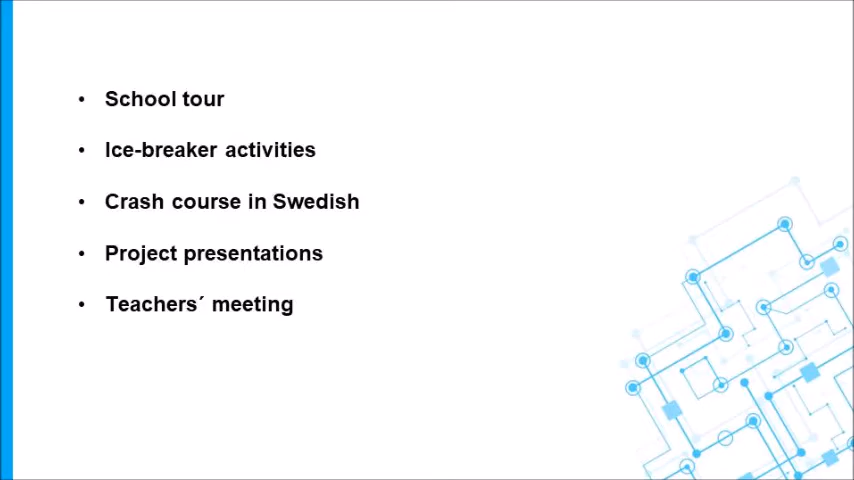 • School tour
• Ice-breaker activities
• Crash course in Swedish
• Project presentations
• Teachers´ meeting